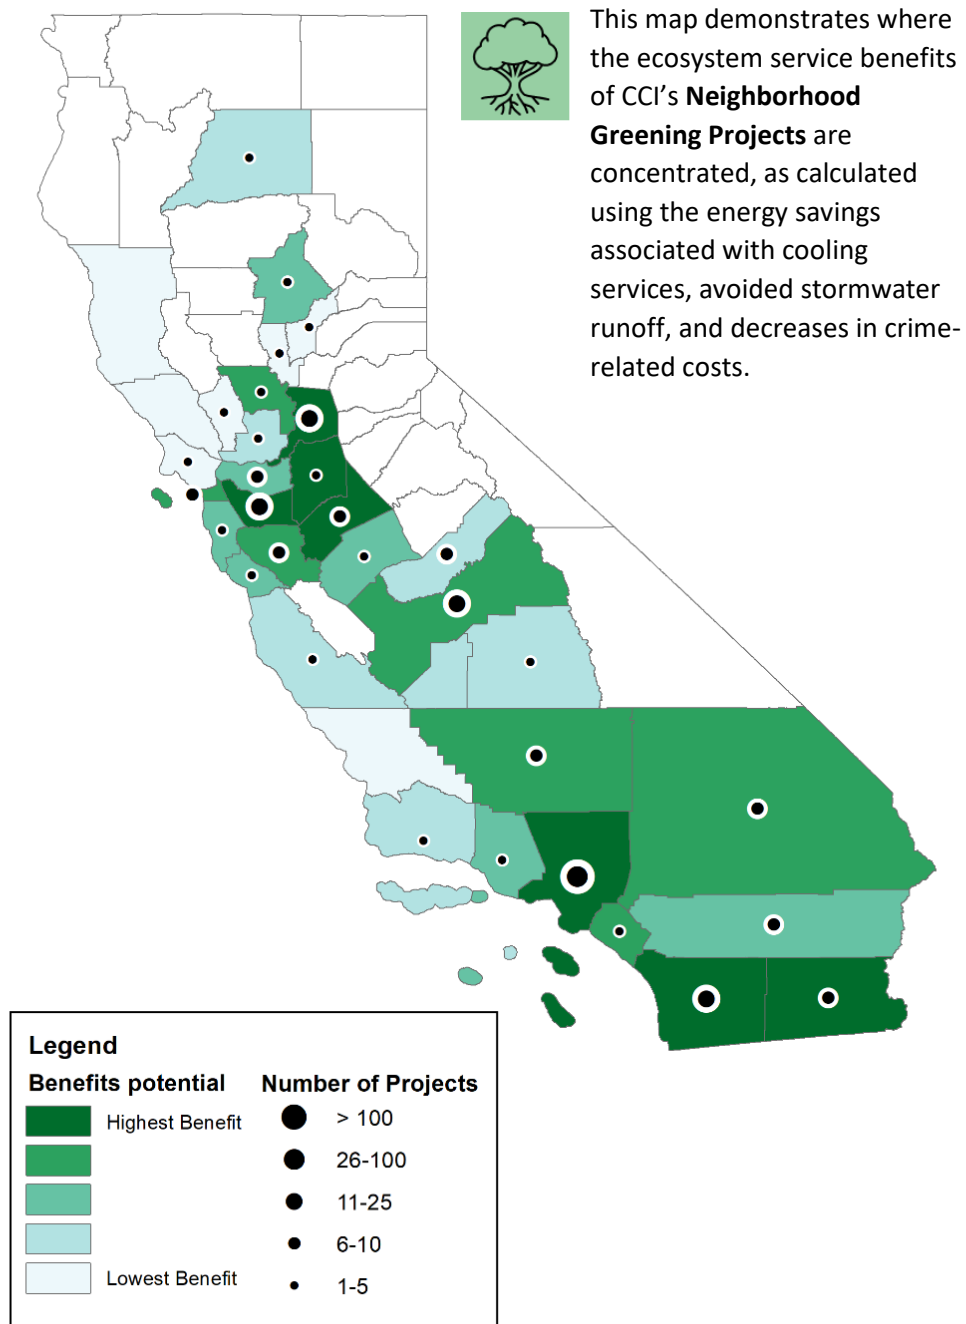 This map demonstrates where
the ecosystem service benefits
of CCI’s Neighborhood
Greening Projects are
concentrated, as calculated
using the energy savings
associated with cooling
services, avoided stormwater
runoff, and decreases in crime-
related costs.
Legend
Benefits potential
Highest Benefit
Lowest Benefit
Number of Projects
> 100
26-100
11-25
6-10
1-5